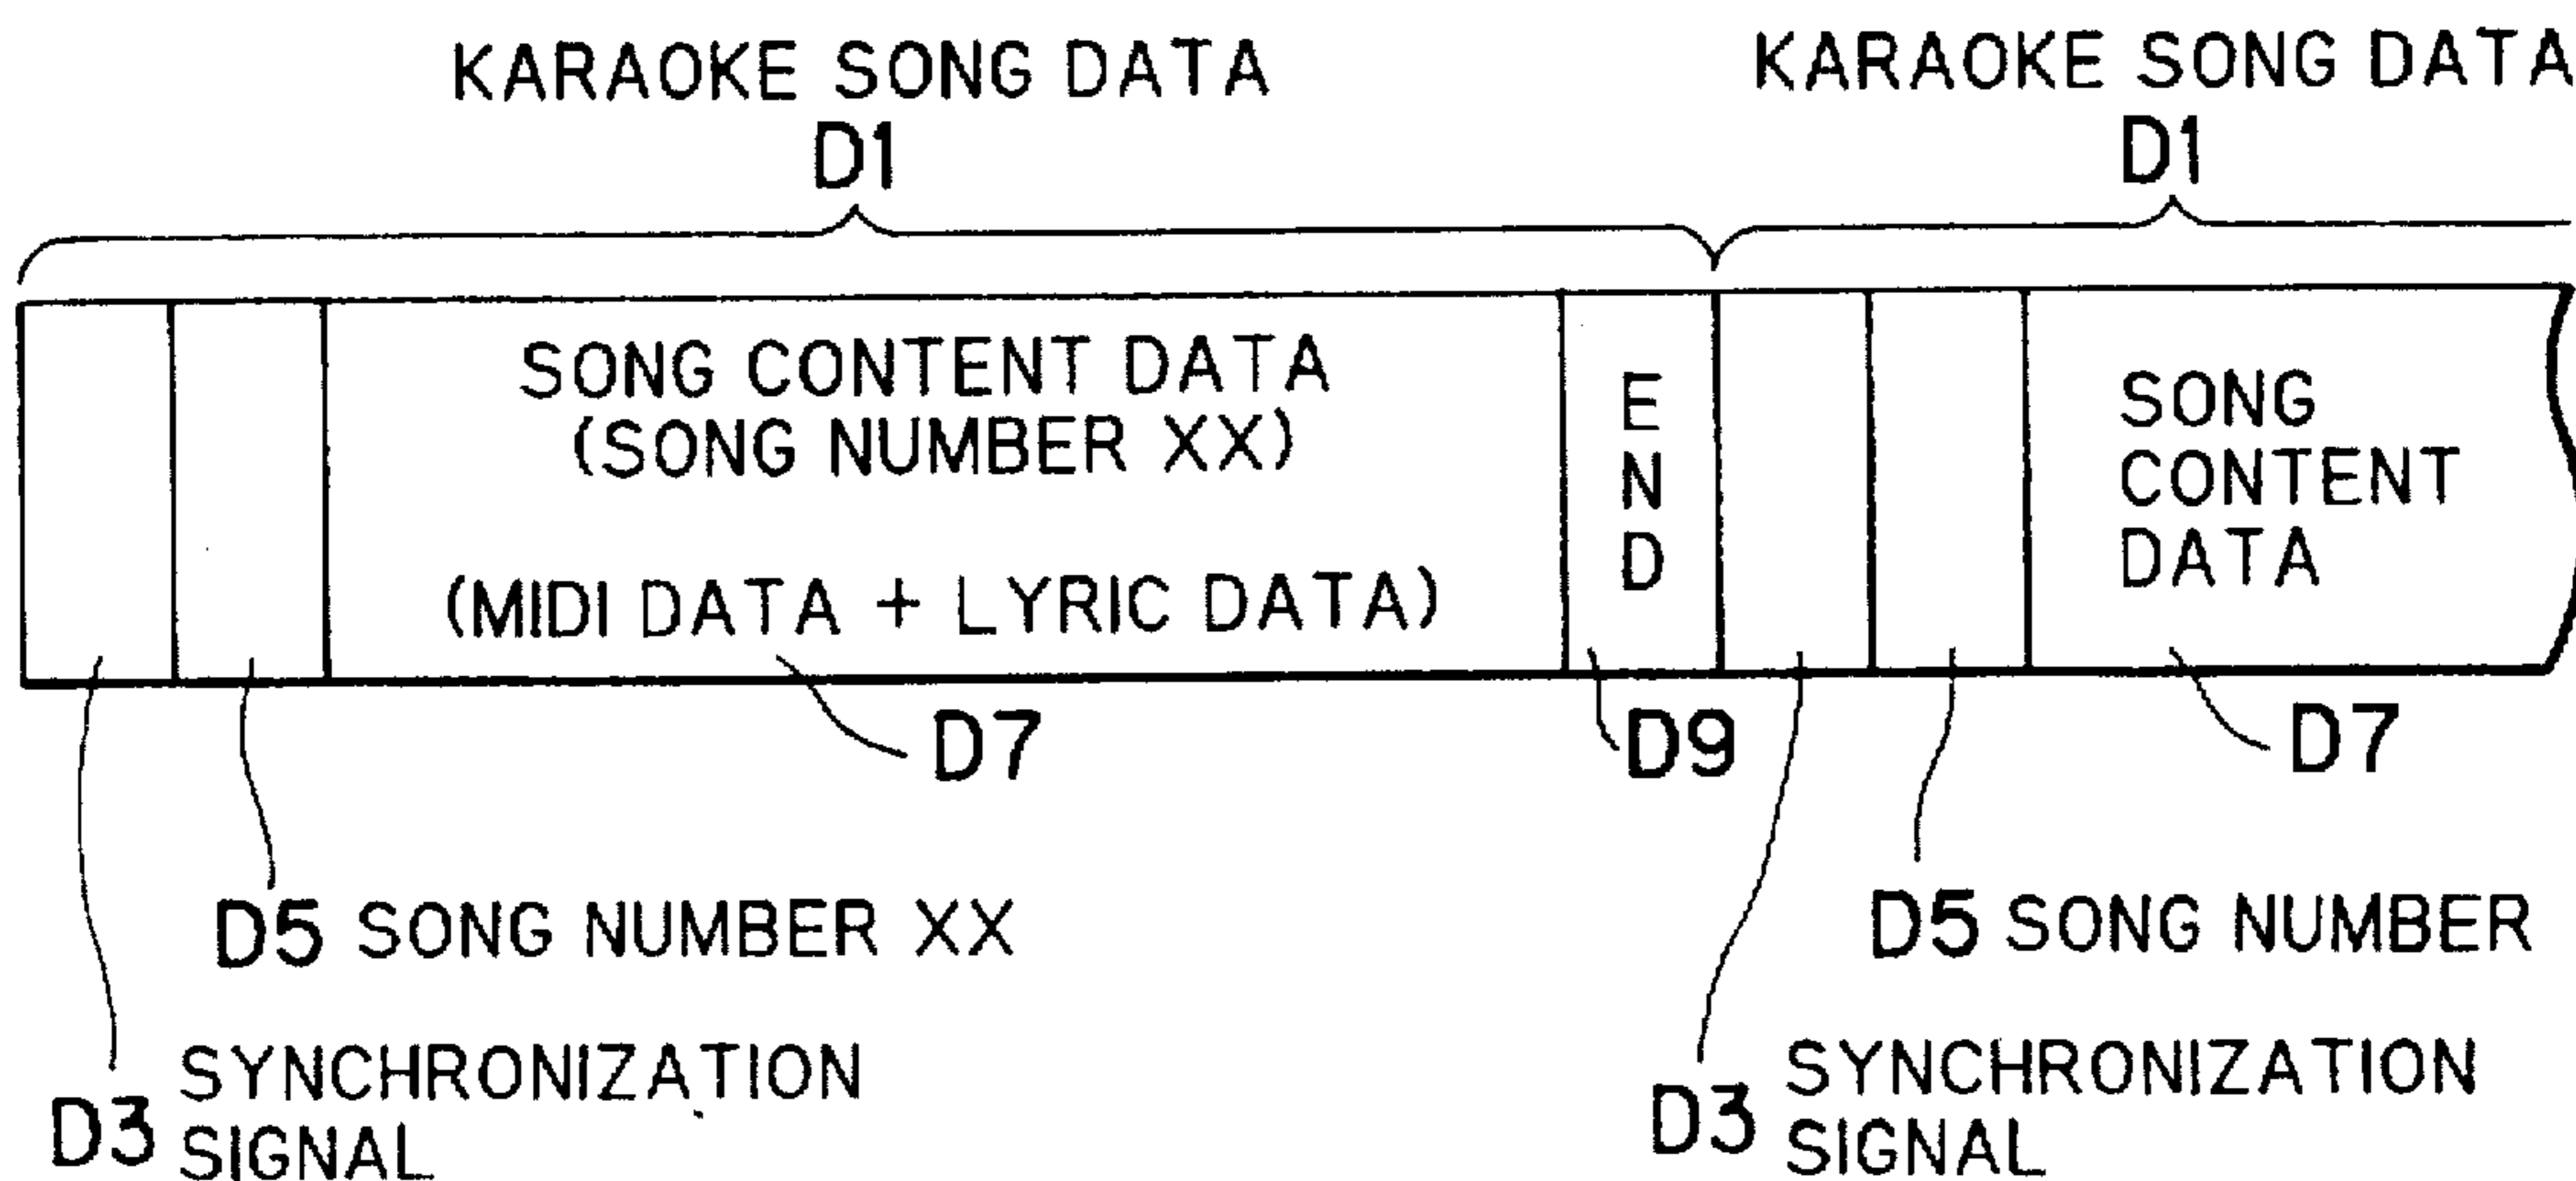 KARAOKE SONG DATA
D1
KARAOKE SONG DATA
D1
SONG CONTENT DATA
(SONG NUMBER XX)
(MIDI DATA + LYRIC DATA)
E
N
D
SONG
CONTENT
DATA
D7
D9
D7
D5 SONG NUMBER XX
D5 SONG NUMBER
D3 SYNCHRONIZATION
SIGNAL
D3 SYNCHRONIZATION
SIGNAL